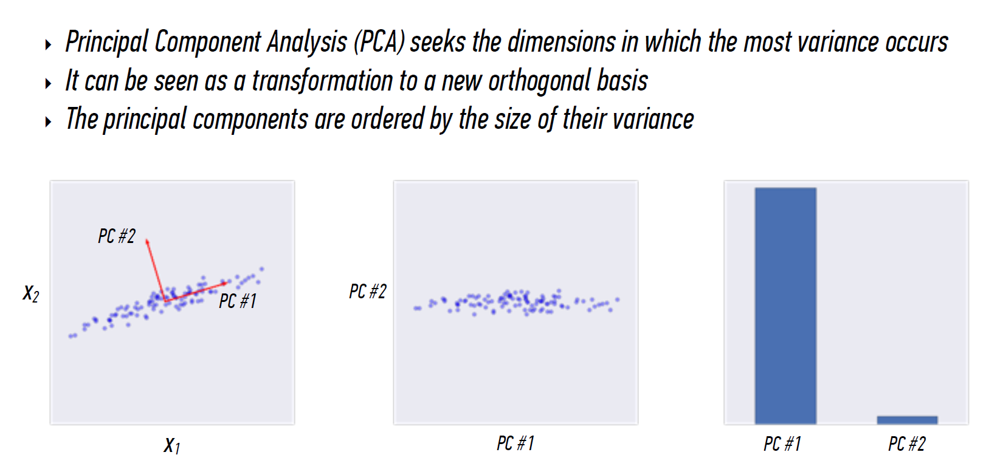 ‣ Principal Component Analysis (PCA) seeks the dimensions in which the most variance occurs
‣ It can be seen as a transformation to a new orthogonal basis
‣ The principal components are ordered by the size of their variance
PC #2
PC #1
X2
X1
PC #2
PC #1
PC #1
PC #2